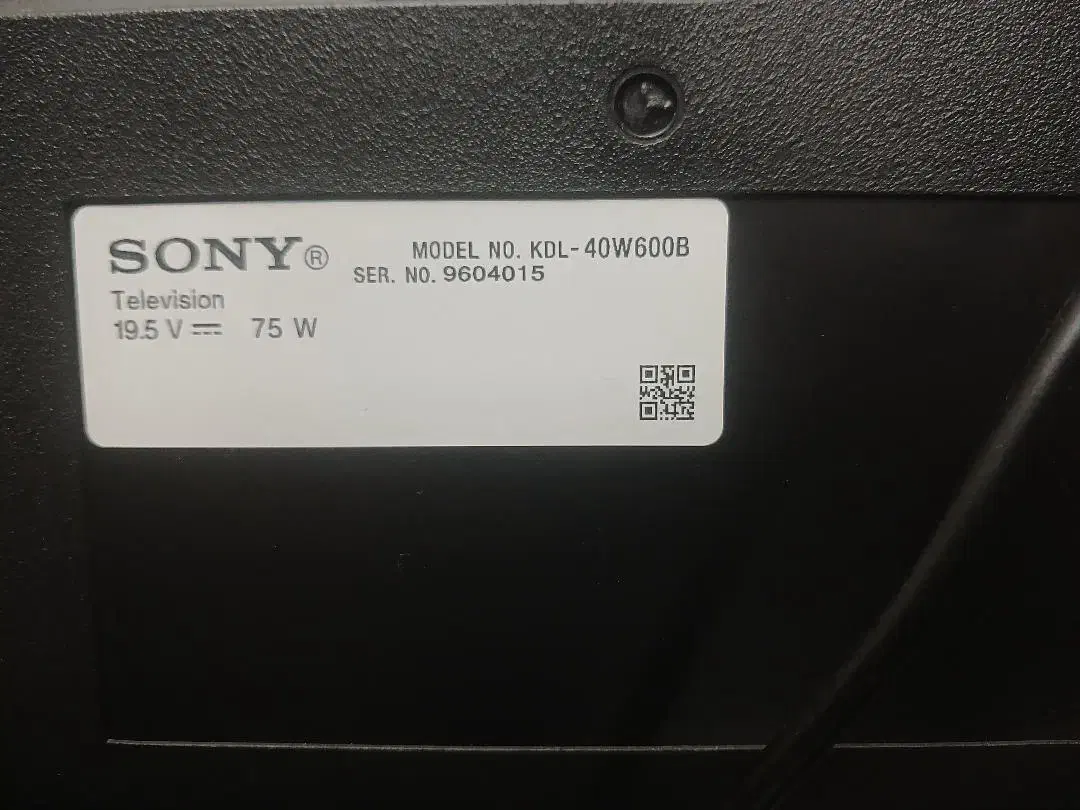 SONY®
MODEL NO. KDL-40W600B
SER. NO. 9604015
Television
19.5 V ⎓ 75 W